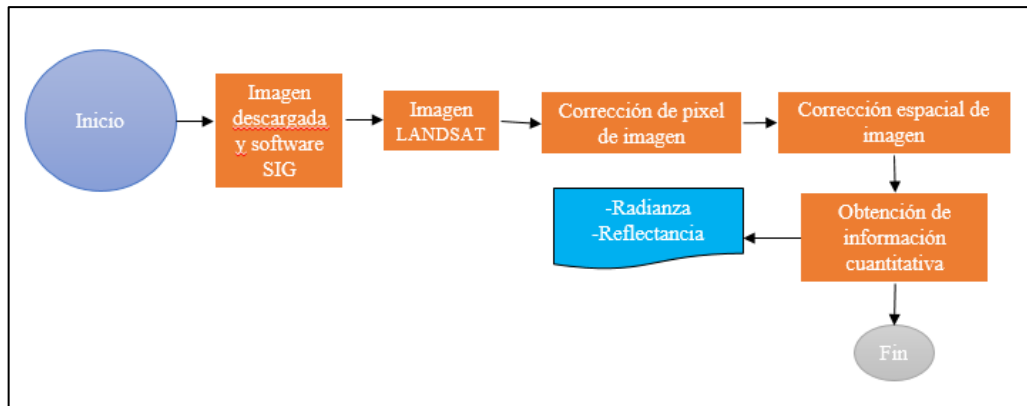 Inicio
Imagen
descargada
y software
SIG
Imagen
LANDSAT
Corrección de pixel
de imagen
Corrección espacial de
imagen
-Radianza
-Reflectancia
Obtención de
información
cuantitativa
Fin